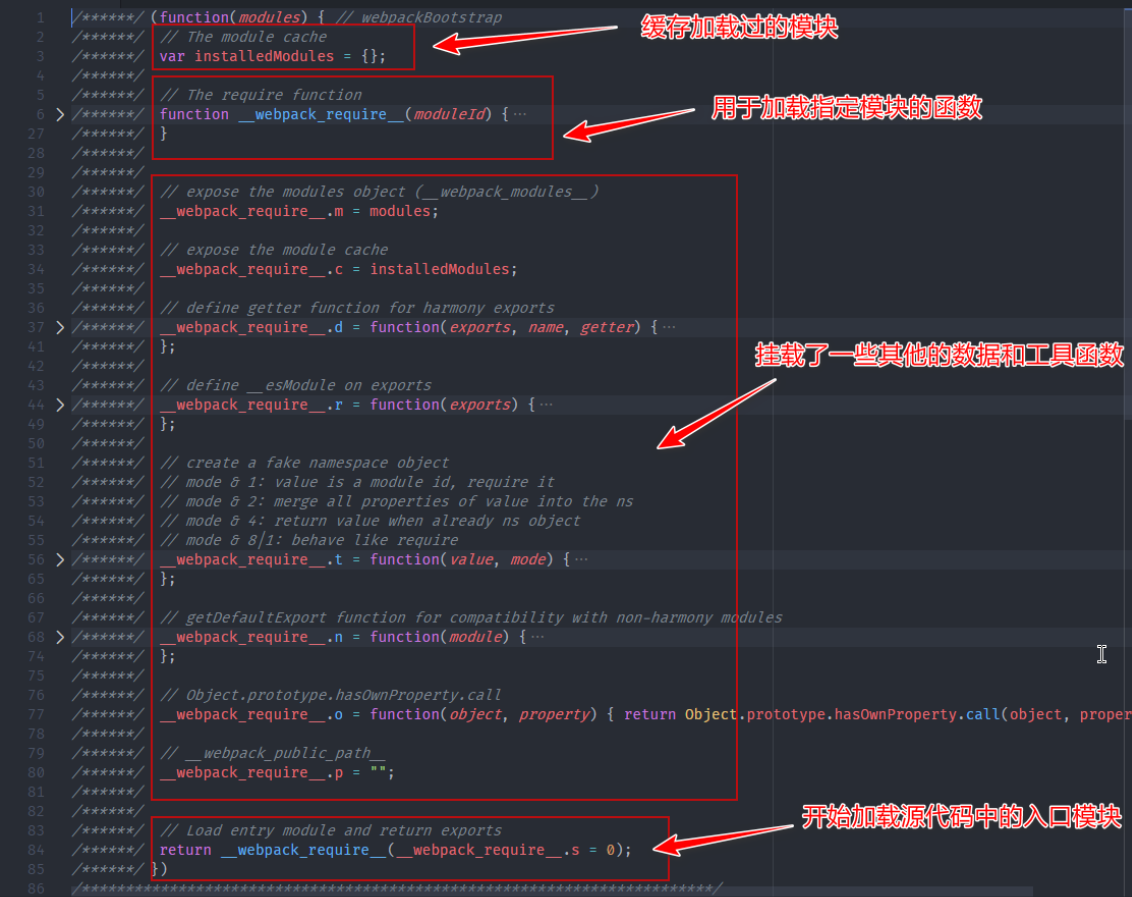 1 /******/ (function(modules) { // webpackBootstrap
缓存加载过的模块
2 /******/ // The module cache
3 /******/ var installedModules = {};
4 /******/
5 /******/ // The require function
用于加载指定模块的函数
6 /******/ function __webpack_require__(moduleId) { ···
27 /******/ }
28 /******/
29 /******/
30 /******/ // expose the modules object (__webpack_modules__)
31 /******/ __webpack_require__.m = modules;
32 /******/
33 /******/ // expose the module cache
34 /******/ __webpack_require__.c = installedModules;
35 /******/
36 /******/ // define getter function for harmony exports
37 /******/ __webpack_require__.d = function(exports, name, getter) { ···
41 /******/ };
挂载了一些其他的数据和工具函数
42 /******/
43 /******/ // define __esModule on exports
44 /******/ __webpack_require__.r = function(exports) { ···
49 /******/ };
50 /******/
51 /******/ // create a fake namespace object
52 /******/ // mode & 1: value is a module id, require it
53 /******/ // mode & 2: merge all properties of value into the ns
54 /******/ // mode & 4: return value when already ns object
55 /******/ // mode & 8|1: behave like require
56 /******/ __webpack_require__.t = function(value, mode) { ···
65 /******/ };
66 /******/
67 /******/ // getDefaultExport function for compatibility with non-harmony modules
68 /******/ __webpack_require__.n = function(module) { ···
74 /******/ };
75 /******/
76 /******/ // Object.prototype.hasOwnProperty.call
77 /******/ __webpack_require__.o = function(object, property) { return Object.prototype.hasOwnProperty.call(object, proper
78 /******/
79 /******/ // __webpack_public_path__
80 /******/ __webpack_require__.p = "";
81 /******/
82 /******/
开始加载源代码中的入口模块
83 /******/ // Load entry module and return exports
84 /******/ return __webpack_require__(__webpack_require__.s = 0);
85 /******/ })
86 /************************************************************************/